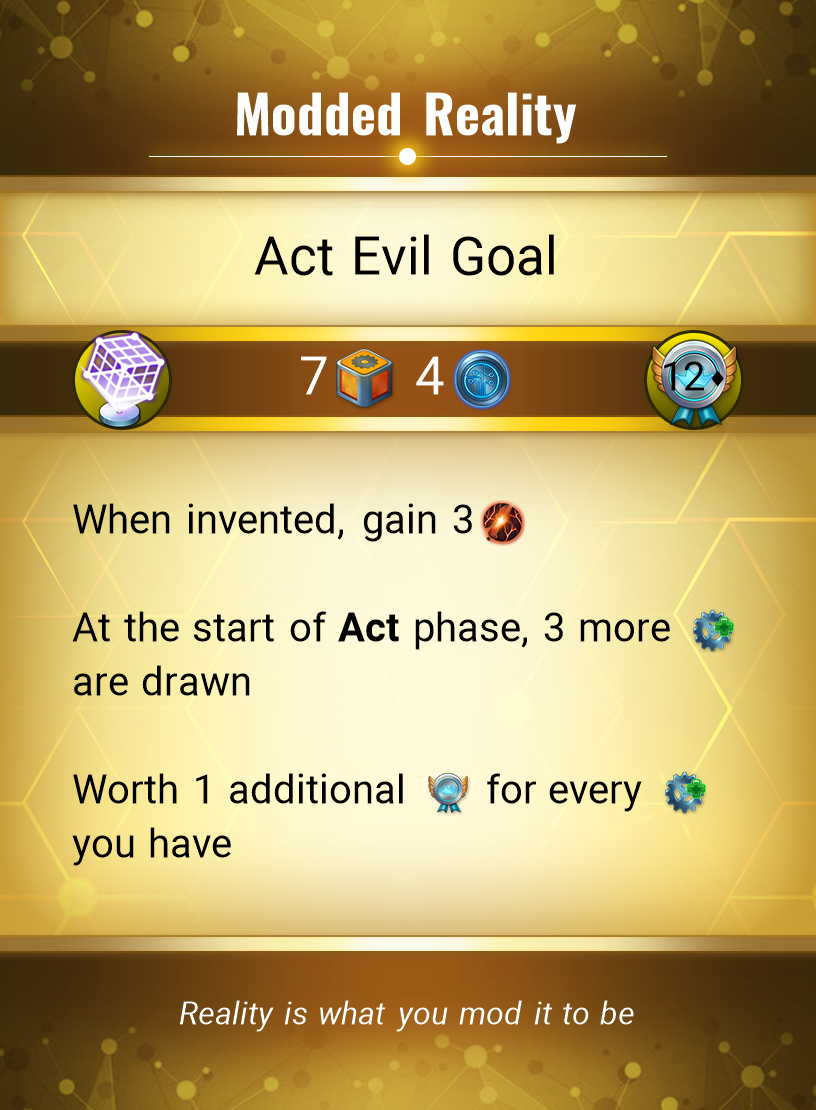 Modded Reality
Act Evil Goal
7 4 12♦
When invented, gain 3
At the start of Act phase, 3 more
are drawn
Worth 1 additional for every
you have
Reality is what you mod it to be